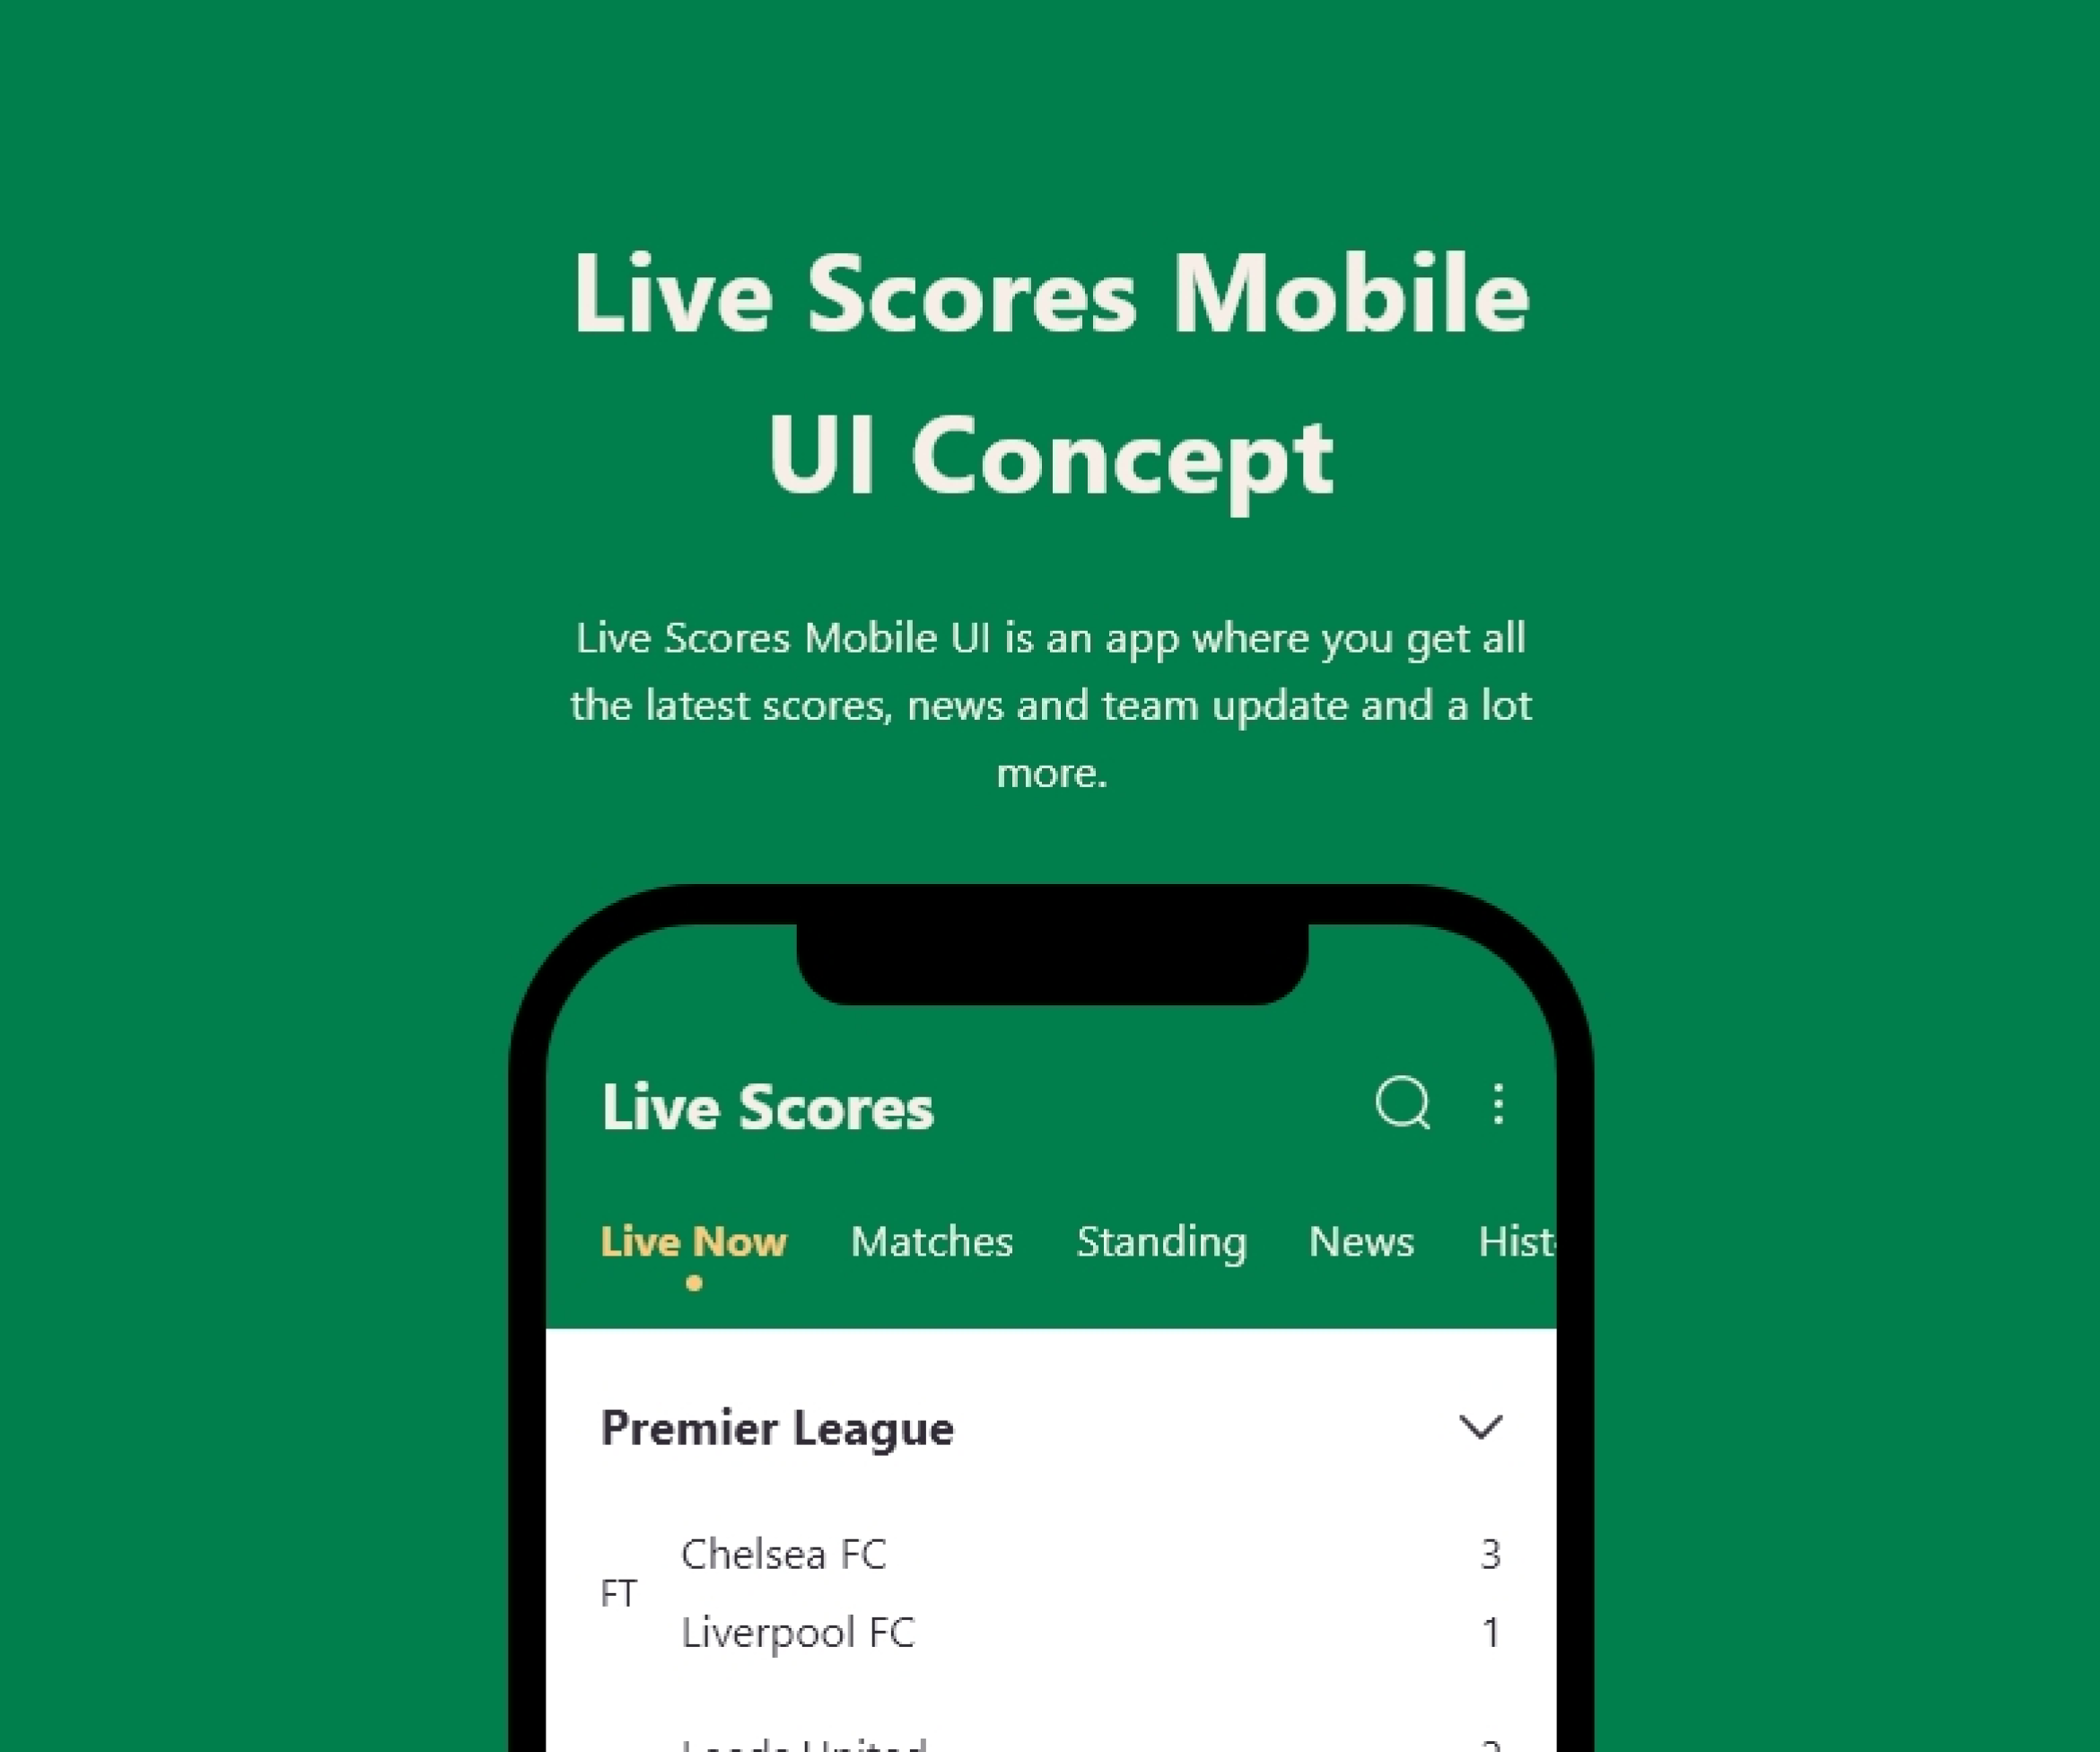 Live Scores Mobile
UI Concept
Live Scores Mobile UI is an app where you get all
the latest scores, news and team update and a lot
more.
Live Scores
Live Now Matches Standing News Hist
Premier League
Chelsea FC 3
FT
Liverpool FC 1
Leeds United